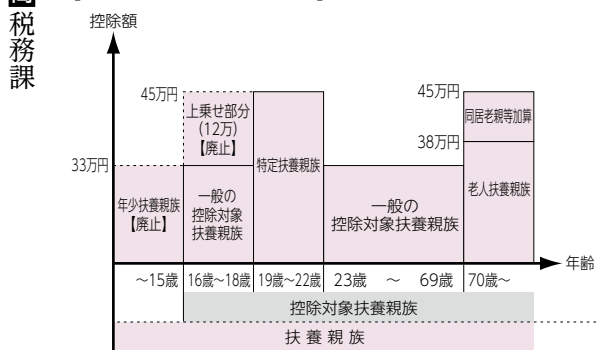 税務課
控除額
45万円
33万円
上乗せ部分
(12万)
【廃止】
年少扶養親族
【廃止】
一般の
控除対象
扶養親族
特定扶養親族
一般の
控除対象扶養親族
45万円
38万円
同居老親等加算
老人扶養親族
年齢
～15歳
16歳～18歳
19歳～22歳
23歳　～　69歳
70歳～
控除対象扶養親族
扶養親族